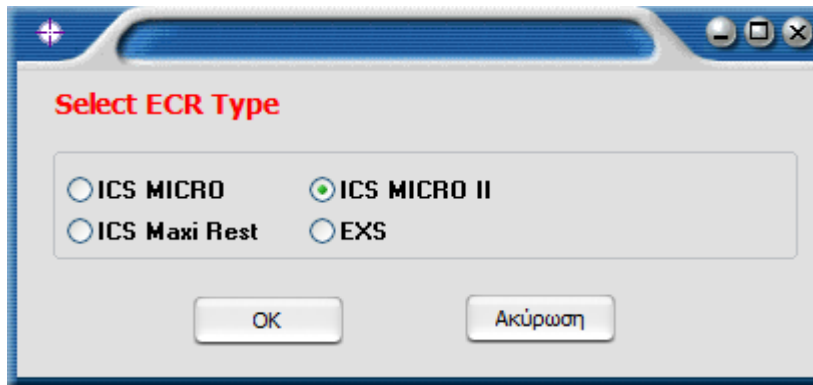 Select ECR Type
ICS MICRO ICS MICRO II
ICS Maxi Rest EXS
OK Ακύρωση